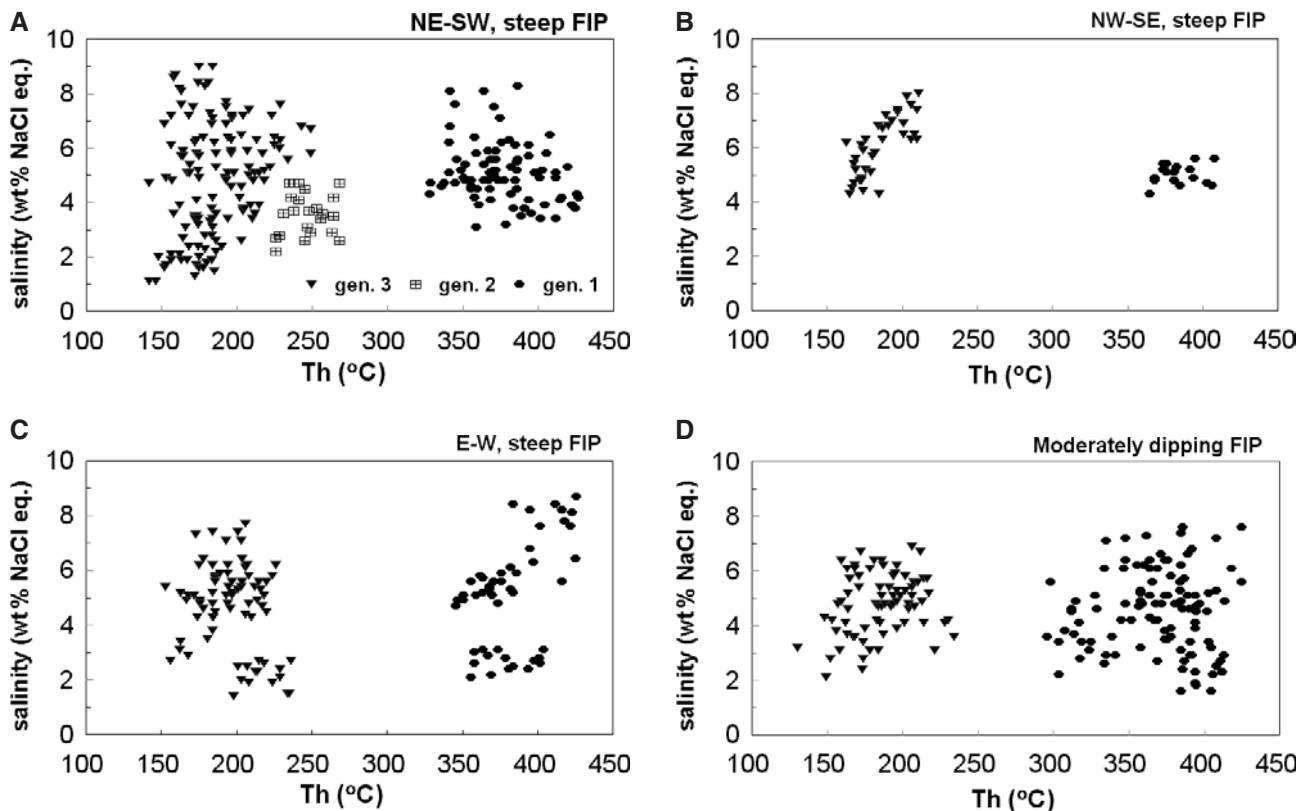 A
NE-SW, steep FIP
salinity (wt% NaCl eq.)
10
8
6
4
2
0
gen. 3
gen. 2
gen. 1
100 150 200 250 300 350 400 450
Th (°C)
B
NW-SE, steep FIP
salinity (wt% NaCl eq.)
10
8
6
4
2
0
100 150 200 250 300 350 400 450
Th (°C)
C
E-W, steep FIP
salinity (wt% NaCl eq.)
10
8
6
4
2
0
100 150 200 250 300 350 400 450
Th (°C)
D
Moderately dipping FIP
salinity (wt% NaCl eq.)
10
8
6
4
2
0
100 150 200 250 300 350 400 450
Th (°C)